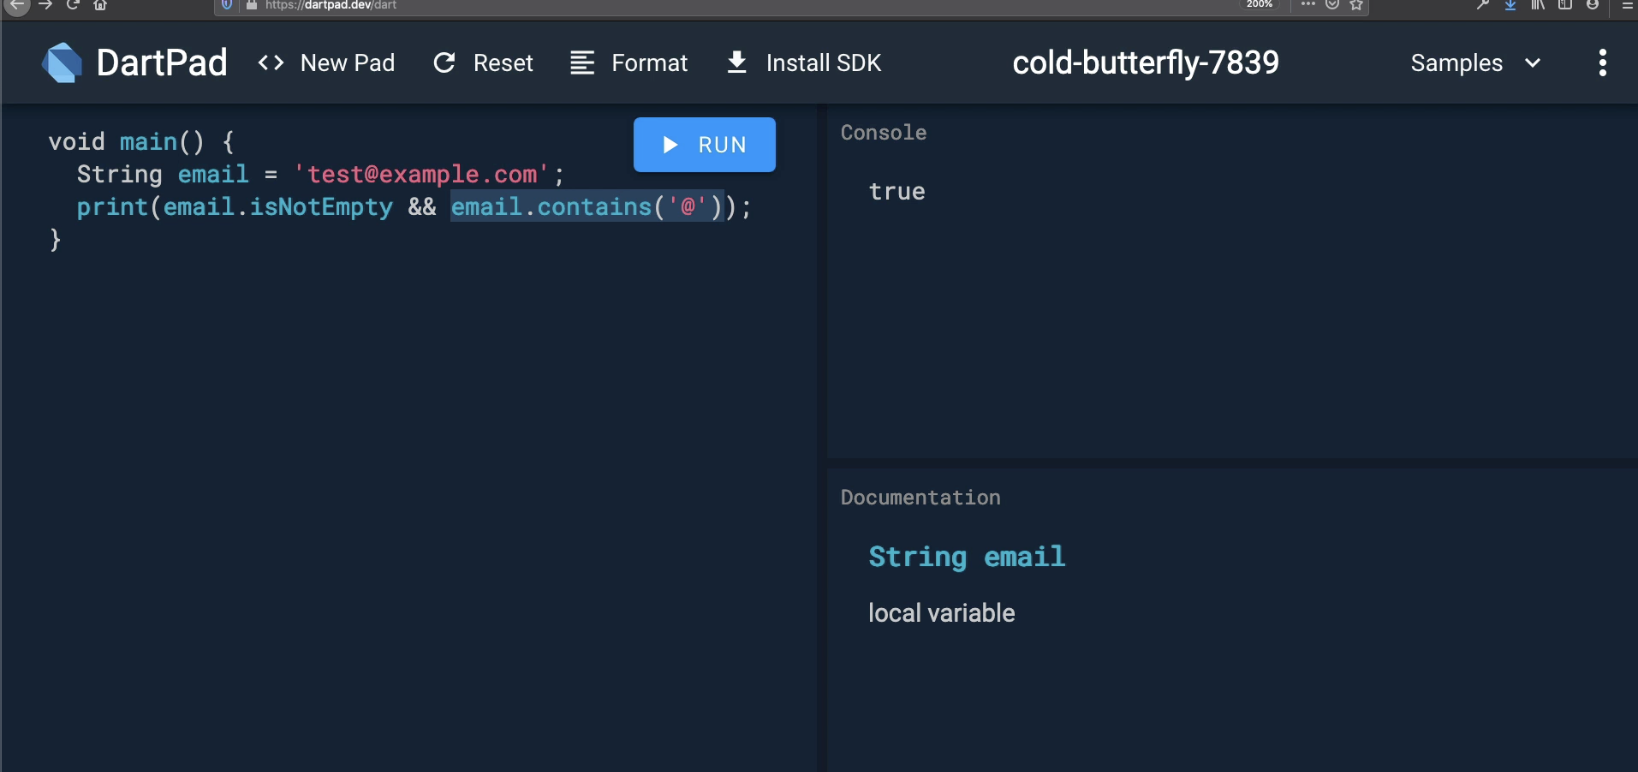 https://dartpad.dev/dart
200%
DartPad
<> New Pad
Reset
Format
Install SDK
cold-butterfly-7839
Samples
void main() {
  String email = 'test@example.com';
  print(email.isNotEmpty && email.contains('@'));
}
RUN
Console
true
Documentation
String email
local variable